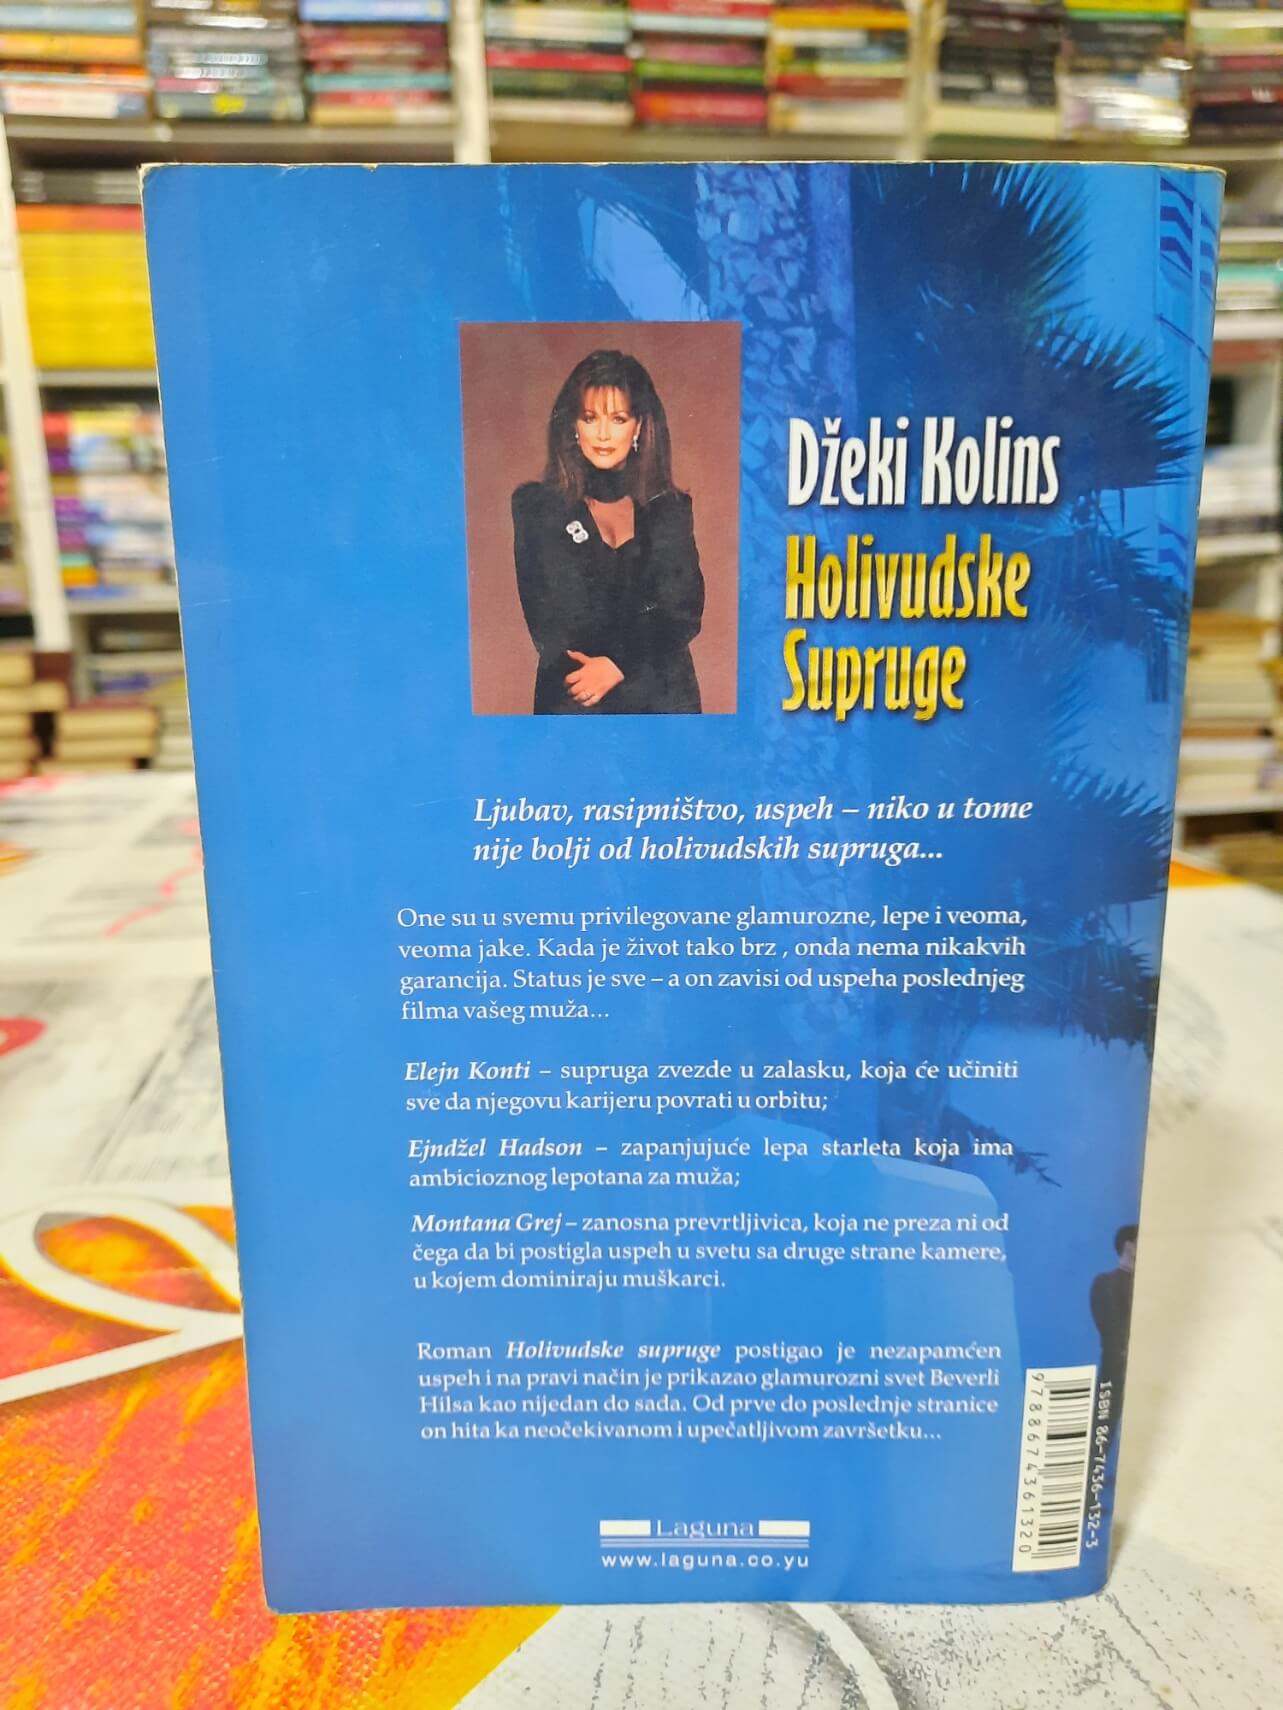 Džeki Kolins
Holivudske
Supruge
Ljubav, rasipništvo, uspeh – niko u tome
nije bolji od holivudskih supruga...
One su u svemu privilegovane glamurozne, lepe i veoma,
veoma jake. Kada je život tako brz , onda nema nikakvih
garancija. Status je sve – a on zavisi od uspeha poslednjeg
filma vašeg muža...
Elejn Konti – supruga zvezde u zalasku, koja će učiniti
sve da njegovu karijeru povrati u orbitu;
Ejndžel Hadson – zapanjujuće lepa starleta koja ima
ambicioznog lepotana za muža;
Montana Grej – zanosna prevrtljivica, koja ne preza ni od
čega da bi postigla uspeh u svetu sa druge strane kamere,
u kojem dominiraju muškarci.
Roman Holivudske supruge postigao je nezapamćen
uspeh i na pravi način je prikazao glamurozni svet Beverli
Hilsa kao nijedan do sada. Od prve do poslednje stranice
on hita ka neočekivanom i upečatljivom završetku...
ISBN 86-7436-132-3
9788674361320
Laguna
www.laguna.co.yu